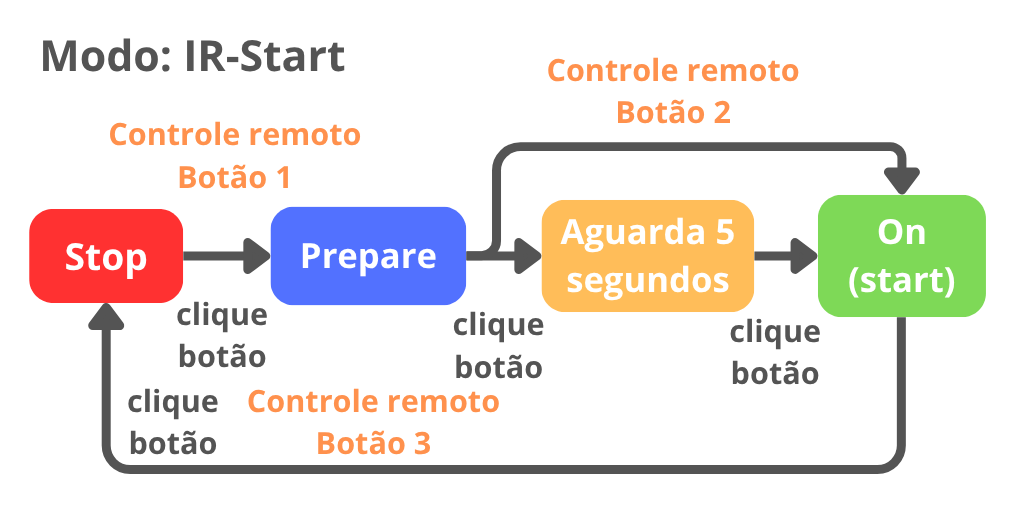 Modo: IR-Start
Controle remoto
Botão 2
Controle remoto
Botão 1
Stop
Prepare
Aguarda 5
segundos
On
(start)
clique
botão
clique
botão
clique
botão
clique
botão
Controle remoto
Botão 3